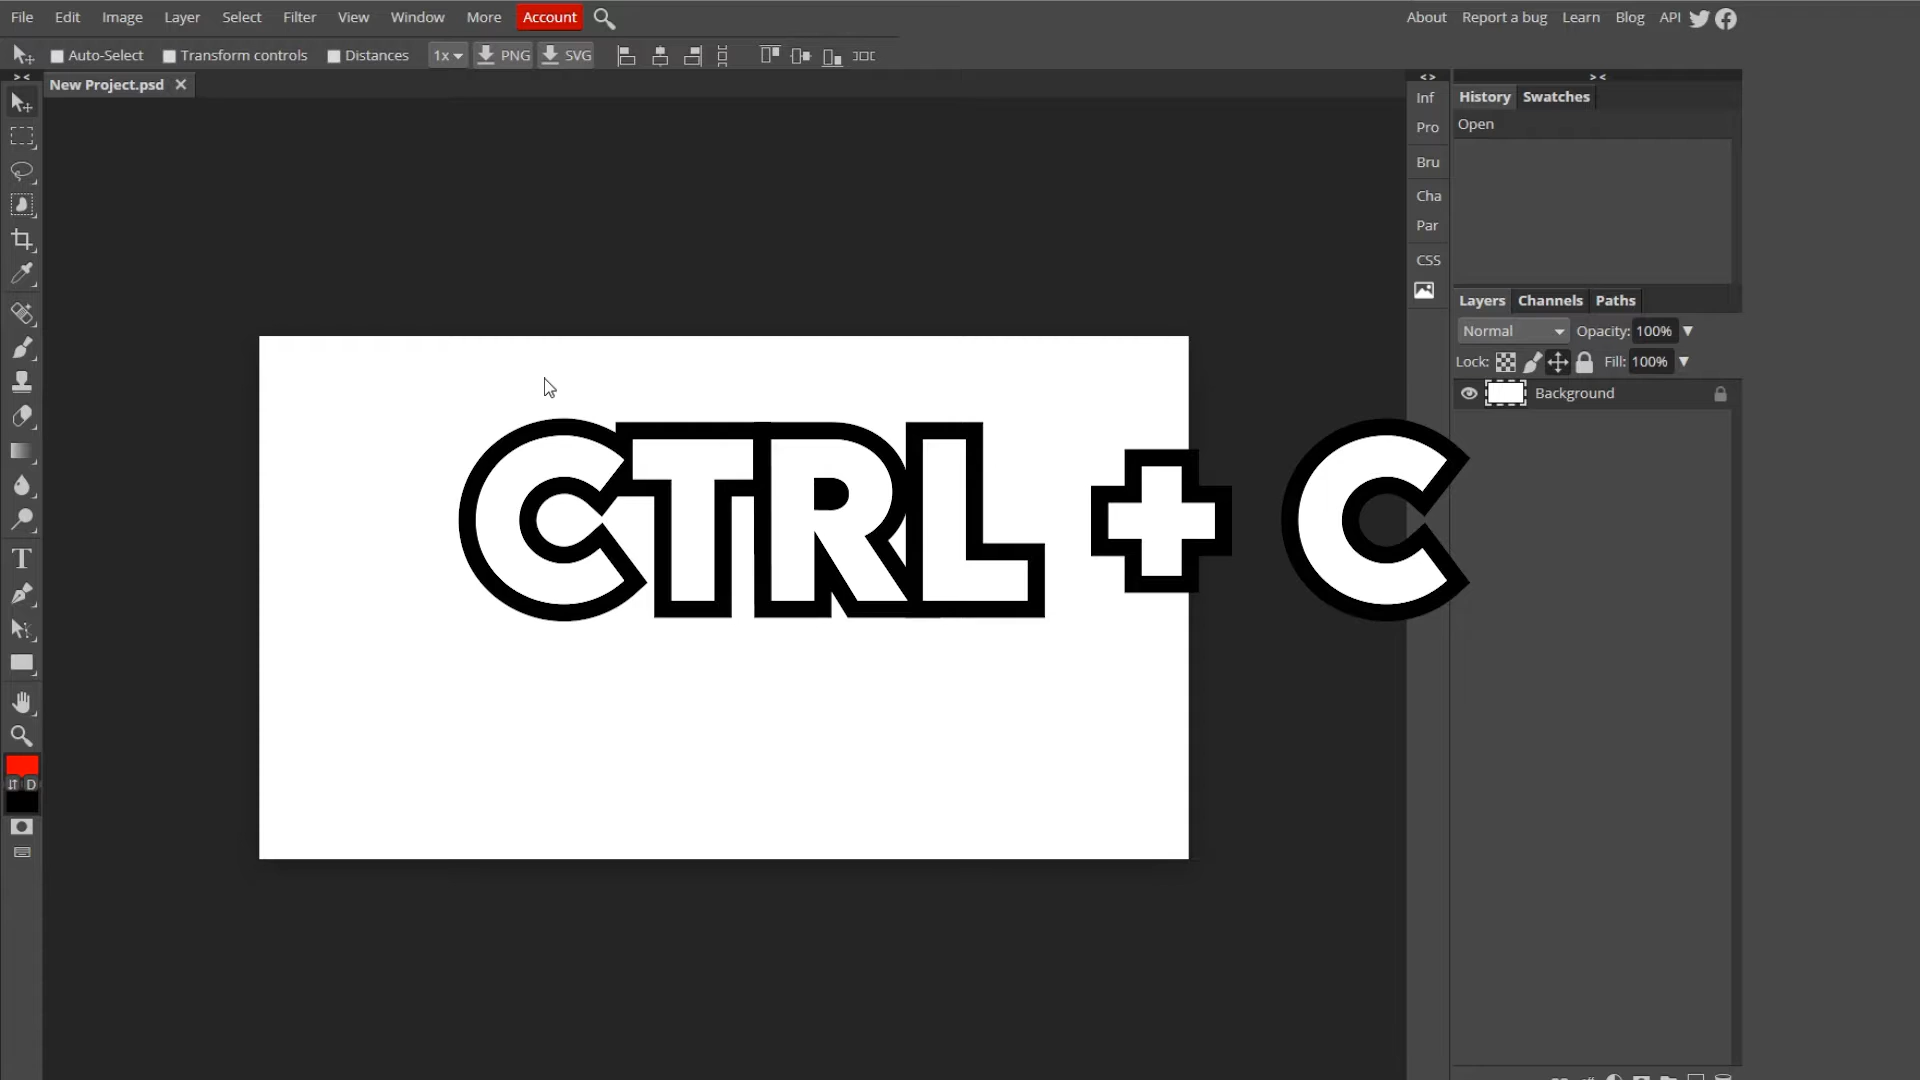 File Edit Image Layer Select Filter View Window More Account About Report a bug Learn Blog API
Auto-Select Transform controls Distances 1x PNG SVG
New Project.psd
Inf
Pro
Bru
Cha
Par
CSS
History Swatches
Open
Layers Channels Paths
Normal Opacity: 100%
Lock: Fill: 100%
Background
CTRL + C
D